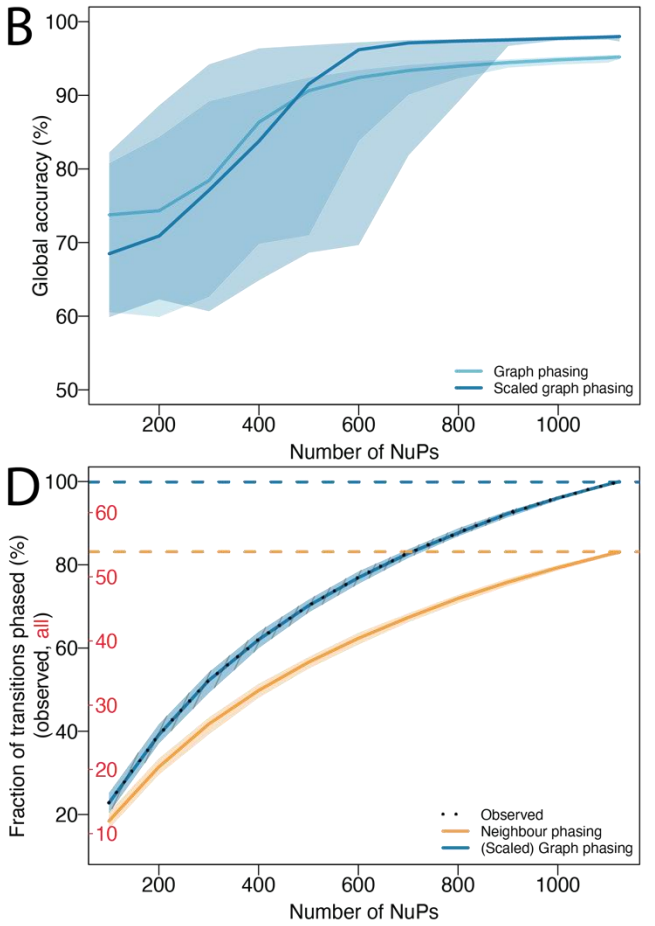 B
100
90
80
70
60
50
Global accuracy (%)
Graph phasing
Scaled graph phasing
200 400 600 800 1000
Number of NuPs
D
100
80
60
40
20
60
50
40
30
20
10
Fraction of transitions phased (%)
(observed, all)
Observed
Neighbour phasing
(Scaled) Graph phasing
200 400 600 800 1000
Number of NuPs